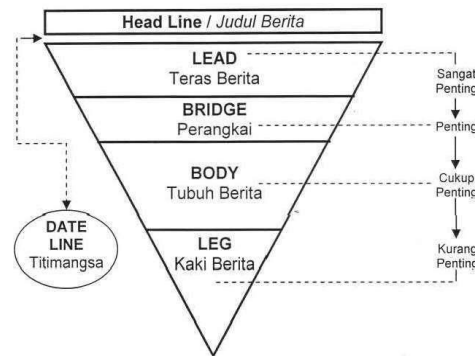 Head Line / Judul Berita
LEAD
Teras Berita
Sangat
Penting
BRIDGE
Perangkai
Penting
BODY
Tubuh Berita
Cukup
Penting
DATE
LINE
Titimangsa
LEG
Kaki Berita
Kurang
Penting